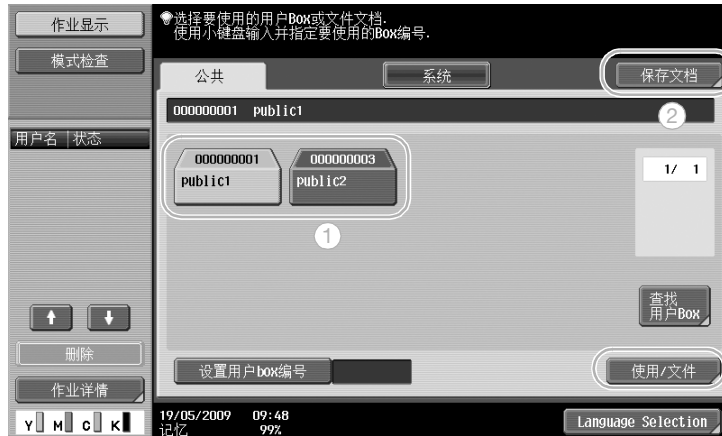 作业显示
模式检查
选择要使用的用户Box或文件文档.
使用小键盘输入并指定要使用的Box编号.
公共
系统
保存文档
2
000000001 public1
用户名 状态
000000001
public1
000000003
public2
1/ 1
1
查找
用户Box
删除
设置用户box编号
使用/文件
作业详情
Y M C K
19/05/2009 09:48
记忆 99%
Language Selection